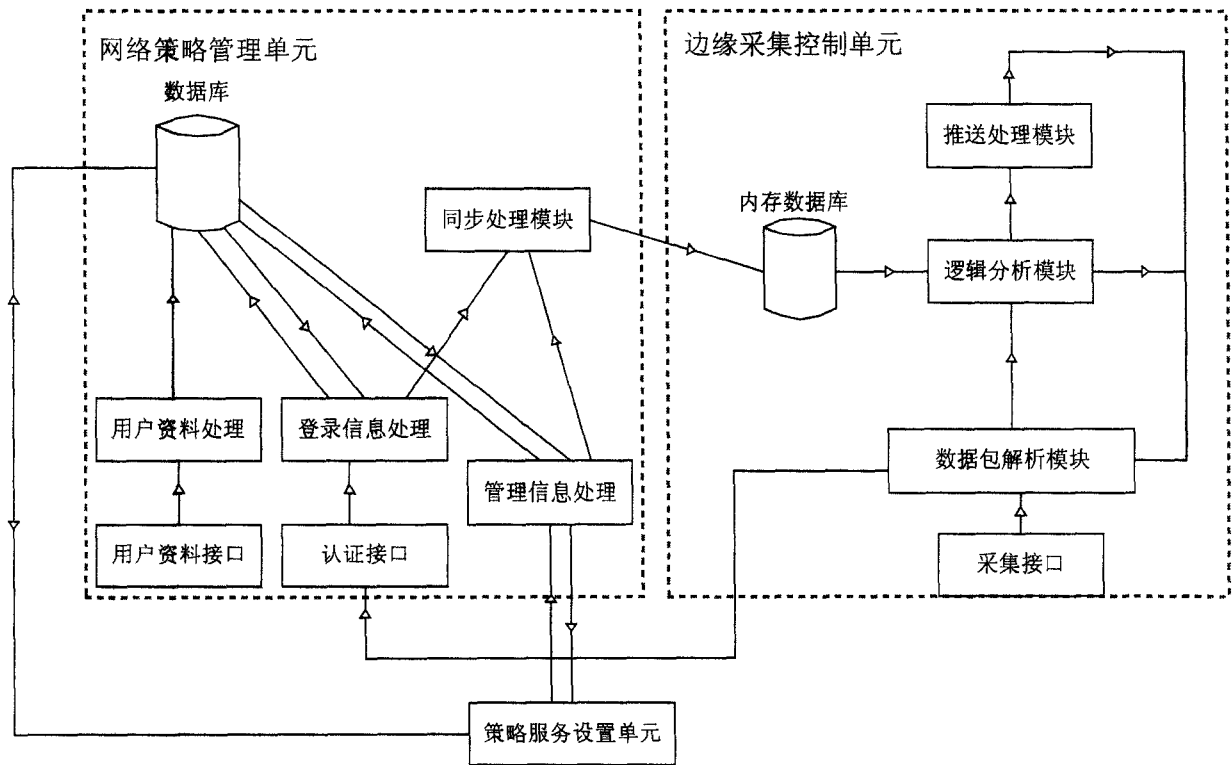 网络策略管理单元
边缘采集控制单元
数据库
推送处理模块
同步处理模块
内存数据库
逻辑分析模块
用户资料处理
登录信息处理
数据包解析模块
管理信息处理
用户资料接口
认证接口
采集接口
策略服务设置单元